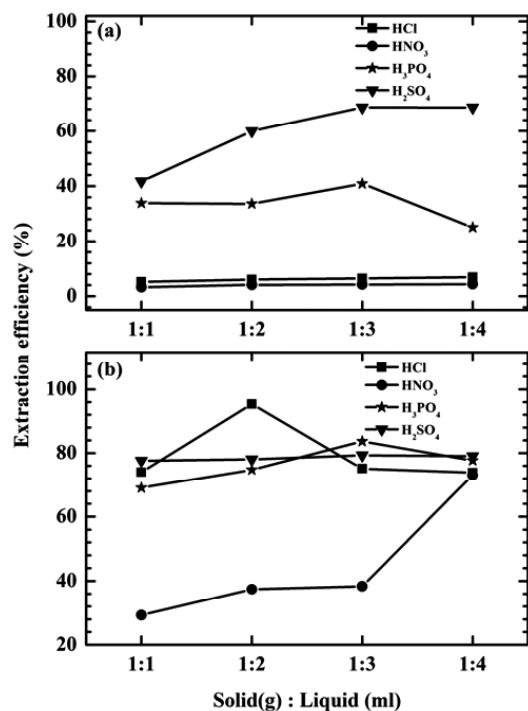 (a)
HCl
HNO₃
H₃PO₄
H₂SO₄
100
80
60
40
20
0
1:1 1:2 1:3 1:4
(b)
HCl
HNO₃
H₃PO₄
H₂SO₄
100
80
60
40
20
1:1 1:2 1:3 1:4
Extraction efficiency (%)
Solid(g) : Liquid (ml)